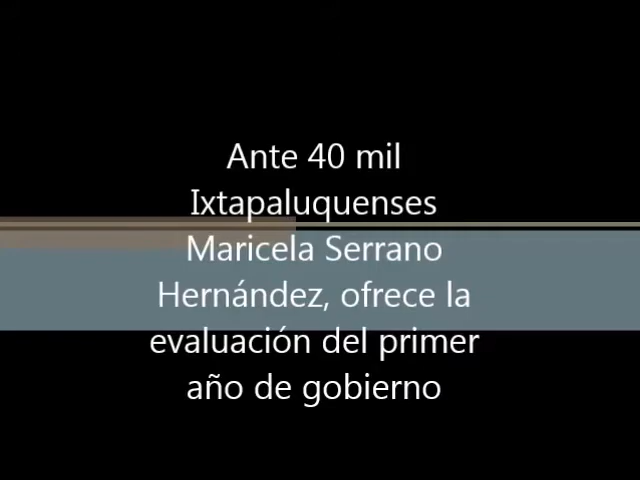 Ante 40 mil
Ixtapaluquenses
Maricela Serrano
Hernández, ofrece la
evaluación del primer
año de gobierno